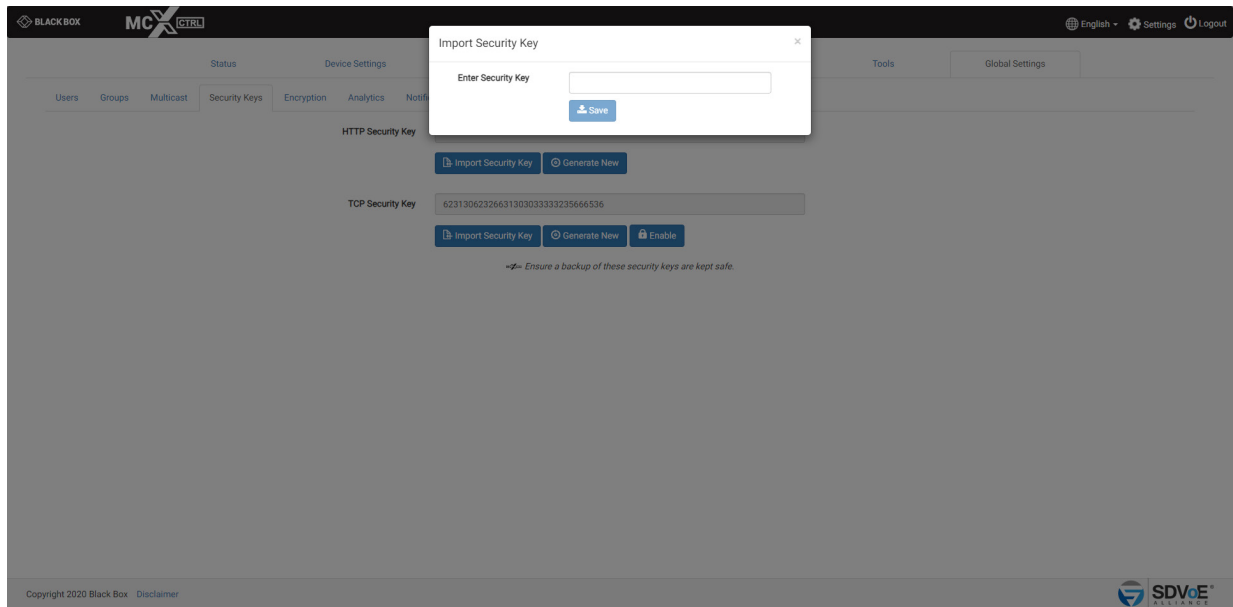 BLACK BOX
MCX CTRL
English
Settings
Logout
Import Security Key
×
Status
Device Settings
Tools
Global Settings
Enter Security Key
Save
Users
Groups
Multicast
Security Keys
Encryption
Analytics
HTTP Security Key
Import Security Key
Generate New
TCP Security Key
62313062326631303033333235666536
Import Security Key
Generate New
Enable
Ensure a backup of these security keys are kept safe.
Copyright 2020 Black Box Disclaimer
SDVoE
ALLIANCE